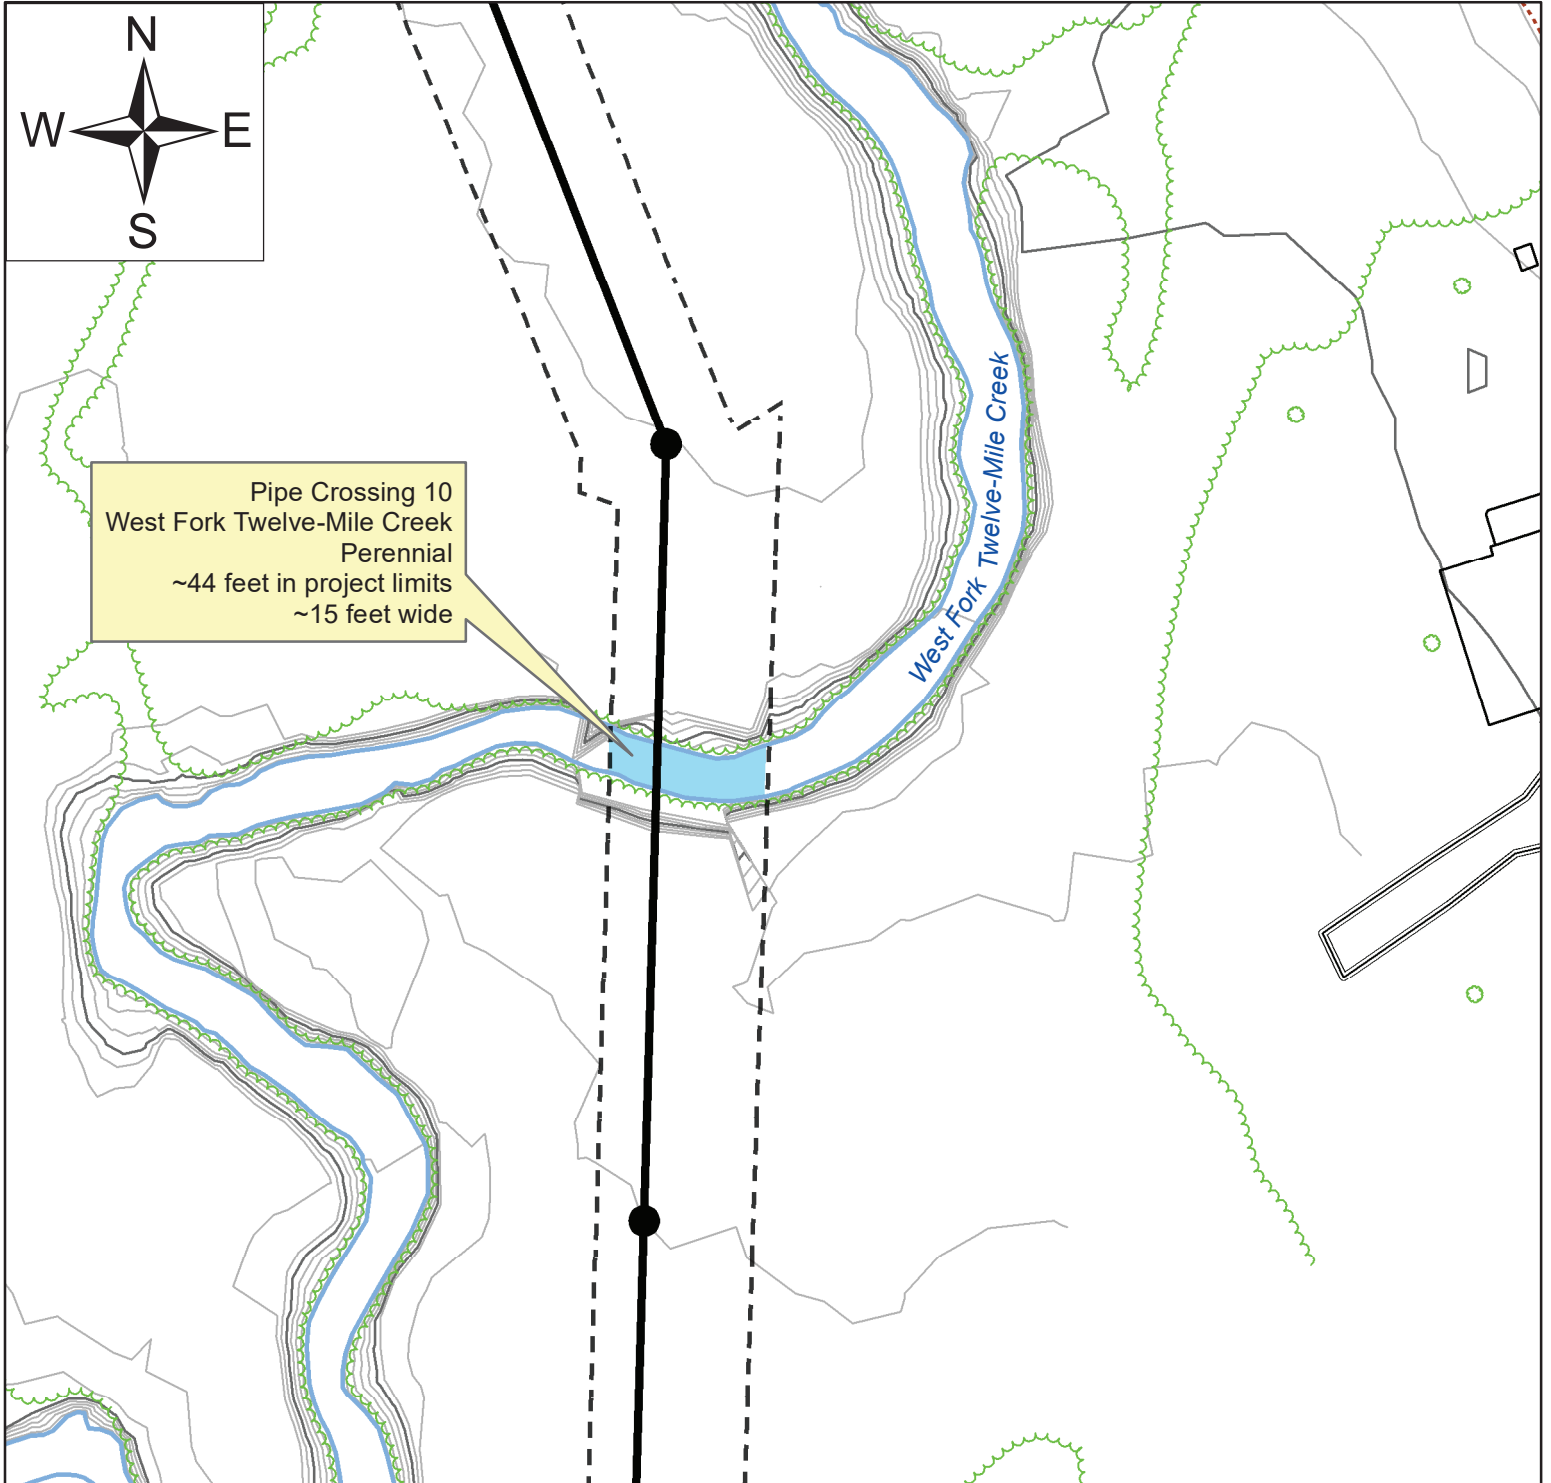 N
W E
S
Pipe Crossing 10
West Fork Twelve-Mile Creek
Perennial
~44 feet in project limits
~15 feet wide
West Fork Twelve-Mile Creek